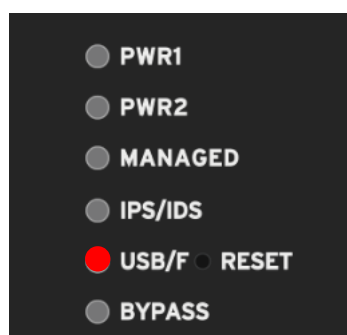 PWR1
PWR2
MANAGED
IPS/IDS
USB/F RESET
BYPASS